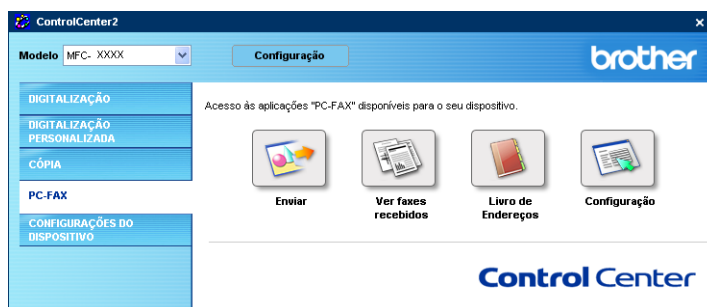 ControlCenter2
Modelo MFC- XXXX
Configuração
brother
DIGITALIZAÇÃO
DIGITALIZAÇÃO
PERSONALIZADA
CÓPIA
PC-FAX
CONFIGURAÇÕES DO
DISPOSITIVO
Acesso às aplicações "PC-FAX" disponíveis para o seu dispositivo.
Enviar
Ver faxes
recebidos
Livro de
Endereços
Configuração
Control Center